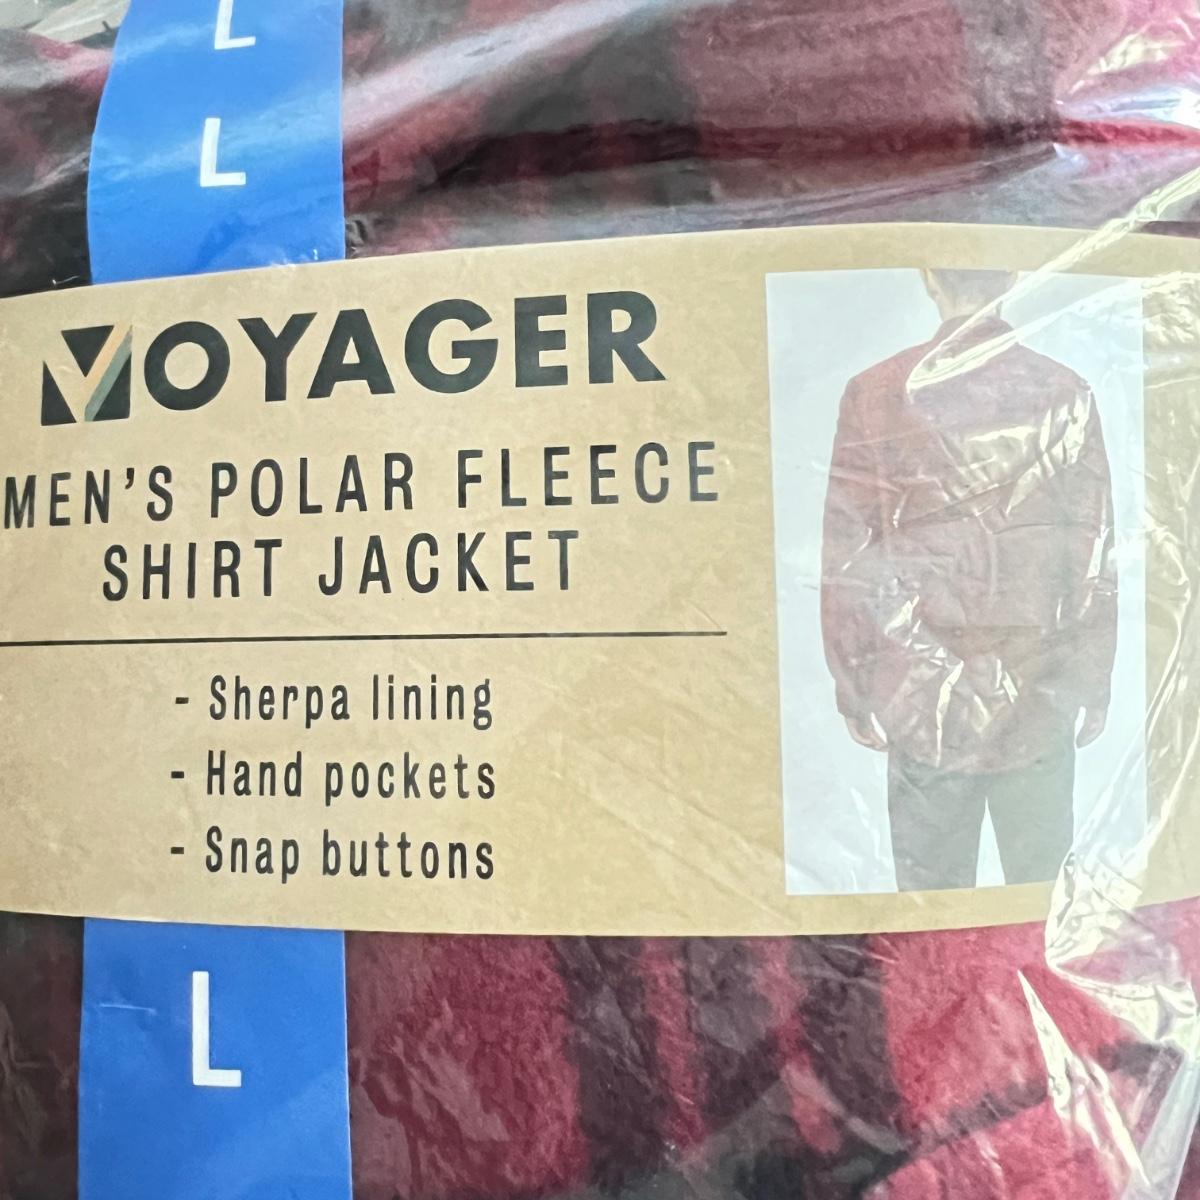 L
L
VOYAGER
MEN'S POLAR FLEECE
SHIRT JACKET
- Sherpa lining
- Hand pockets
- Snap buttons
L